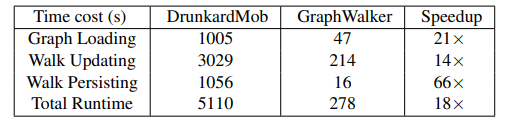 Time cost (s) DrunkardMob GraphWalker Speedup
Graph Loading 1005 47 21×
Walk Updating 3029 214 14×
Walk Persisting 1056 16 66×
Total Runtime 5110 278 18×